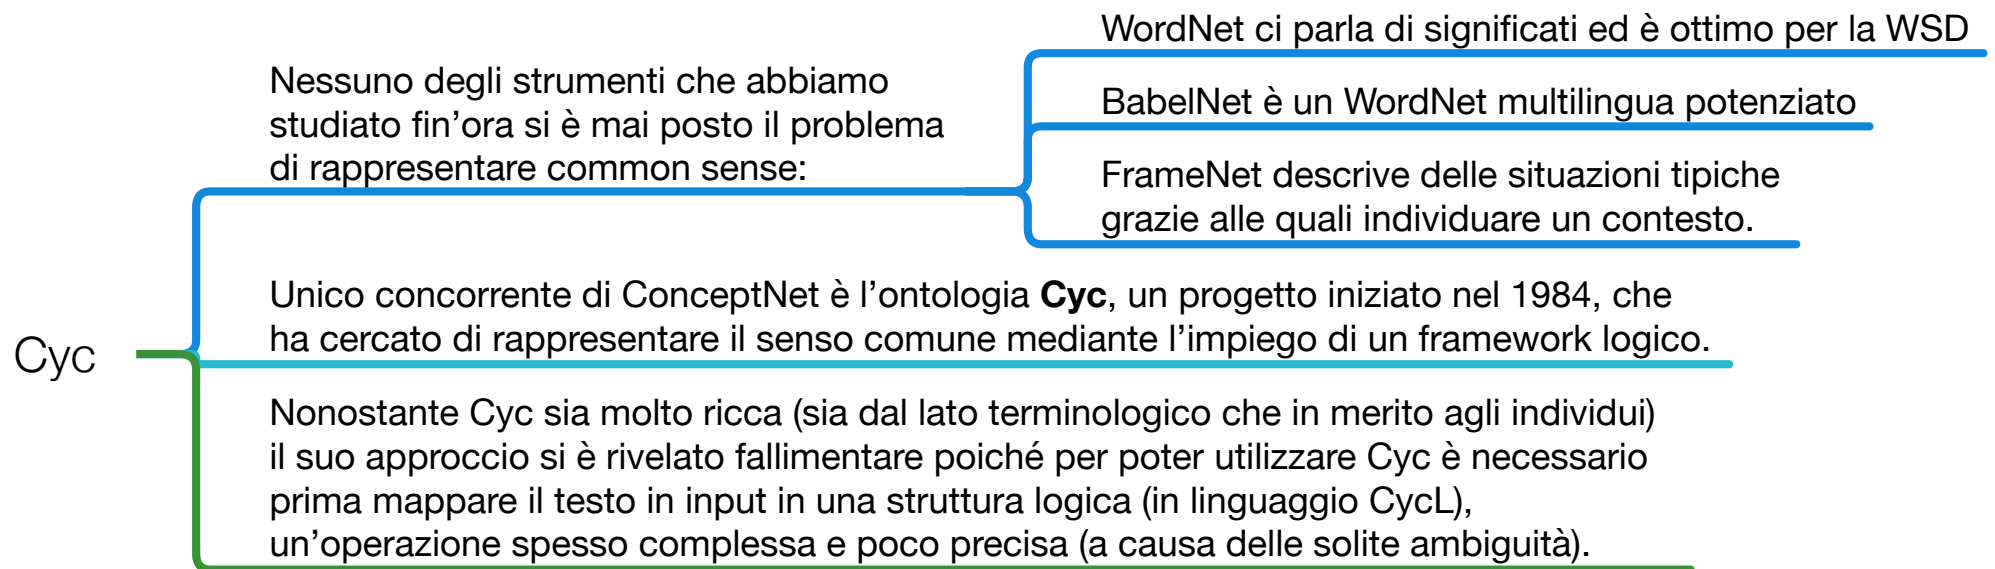 Cyc
Nessuno degli strumenti che abbiamo
studiato fin'ora si è mai posto il problema
di rappresentare common sense:
WordNet ci parla di significati ed è ottimo per la WSD
BabelNet è un WordNet multilingua potenziato
FrameNet descrive delle situazioni tipiche
grazie alle quali individuare un contesto.
Unico concorrente di ConceptNet è l'ontologia Cyc, un progetto iniziato nel 1984, che
ha cercato di rappresentare il senso comune mediante l'impiego di un framework logico.
Nonostante Cyc sia molto ricca (sia dal lato terminologico che in merito agli individui)
il suo approccio si è rivelato fallimentare poiché per poter utilizzare Cyc è necessario
prima mappare il testo in input in una struttura logica (in linguaggio CycL),
un'operazione spesso complessa e poco precisa (a causa delle solite ambiguità).